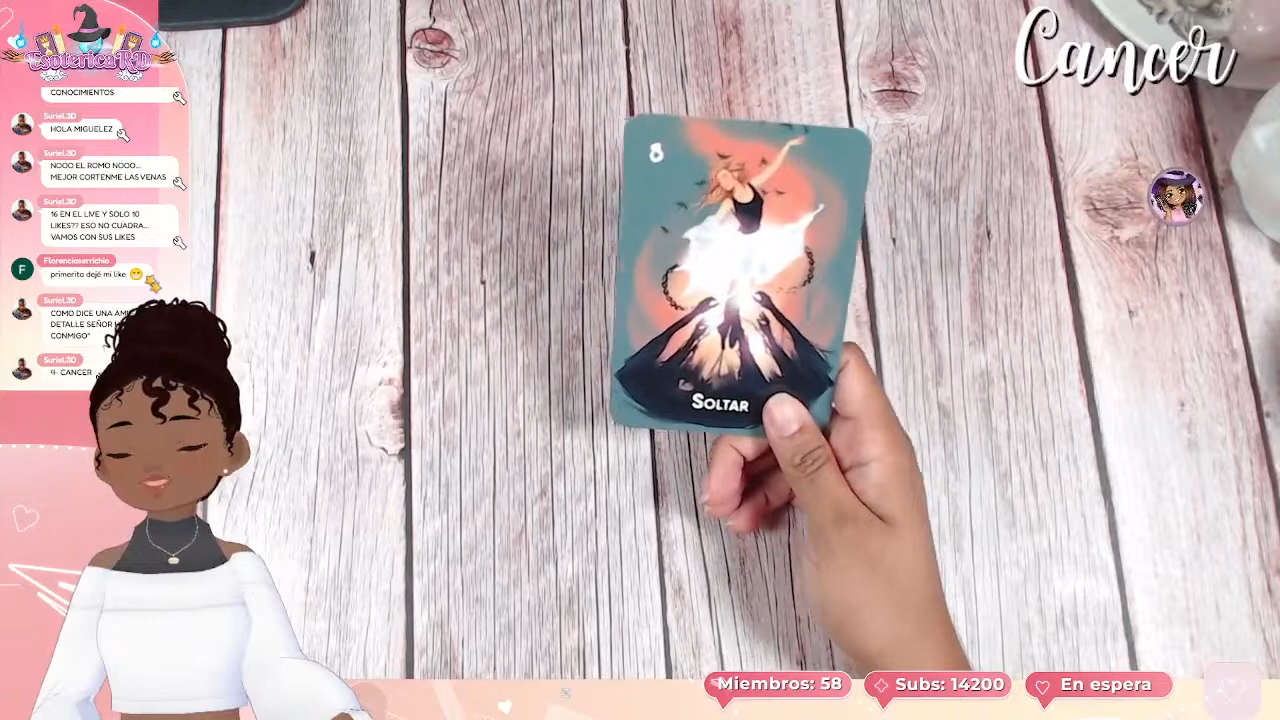 EsotericaRD
CONOCIMIENTOS
Suriel.3D
HOLA MIGUELEZ
Suriel.3D
NOOO EL ROMO NOOO...
MEJOR CORTENME LAS VENAS
Suriel.3D
16 EN EL LIVE Y SOLO 10
LIKES?? ESO NO CUADRA...
VAMOS CON SUS LIKES
F
Florenciaserrichio
primerita dejé mi like
Suriel.3D
COMO DICE UNA
DETALLE SEÑOR
CONMIGO"
Suriel.3D
4- CANCER
Cancer
8
SOLTAR
Miembros: 58
Subs: 14200
En espera